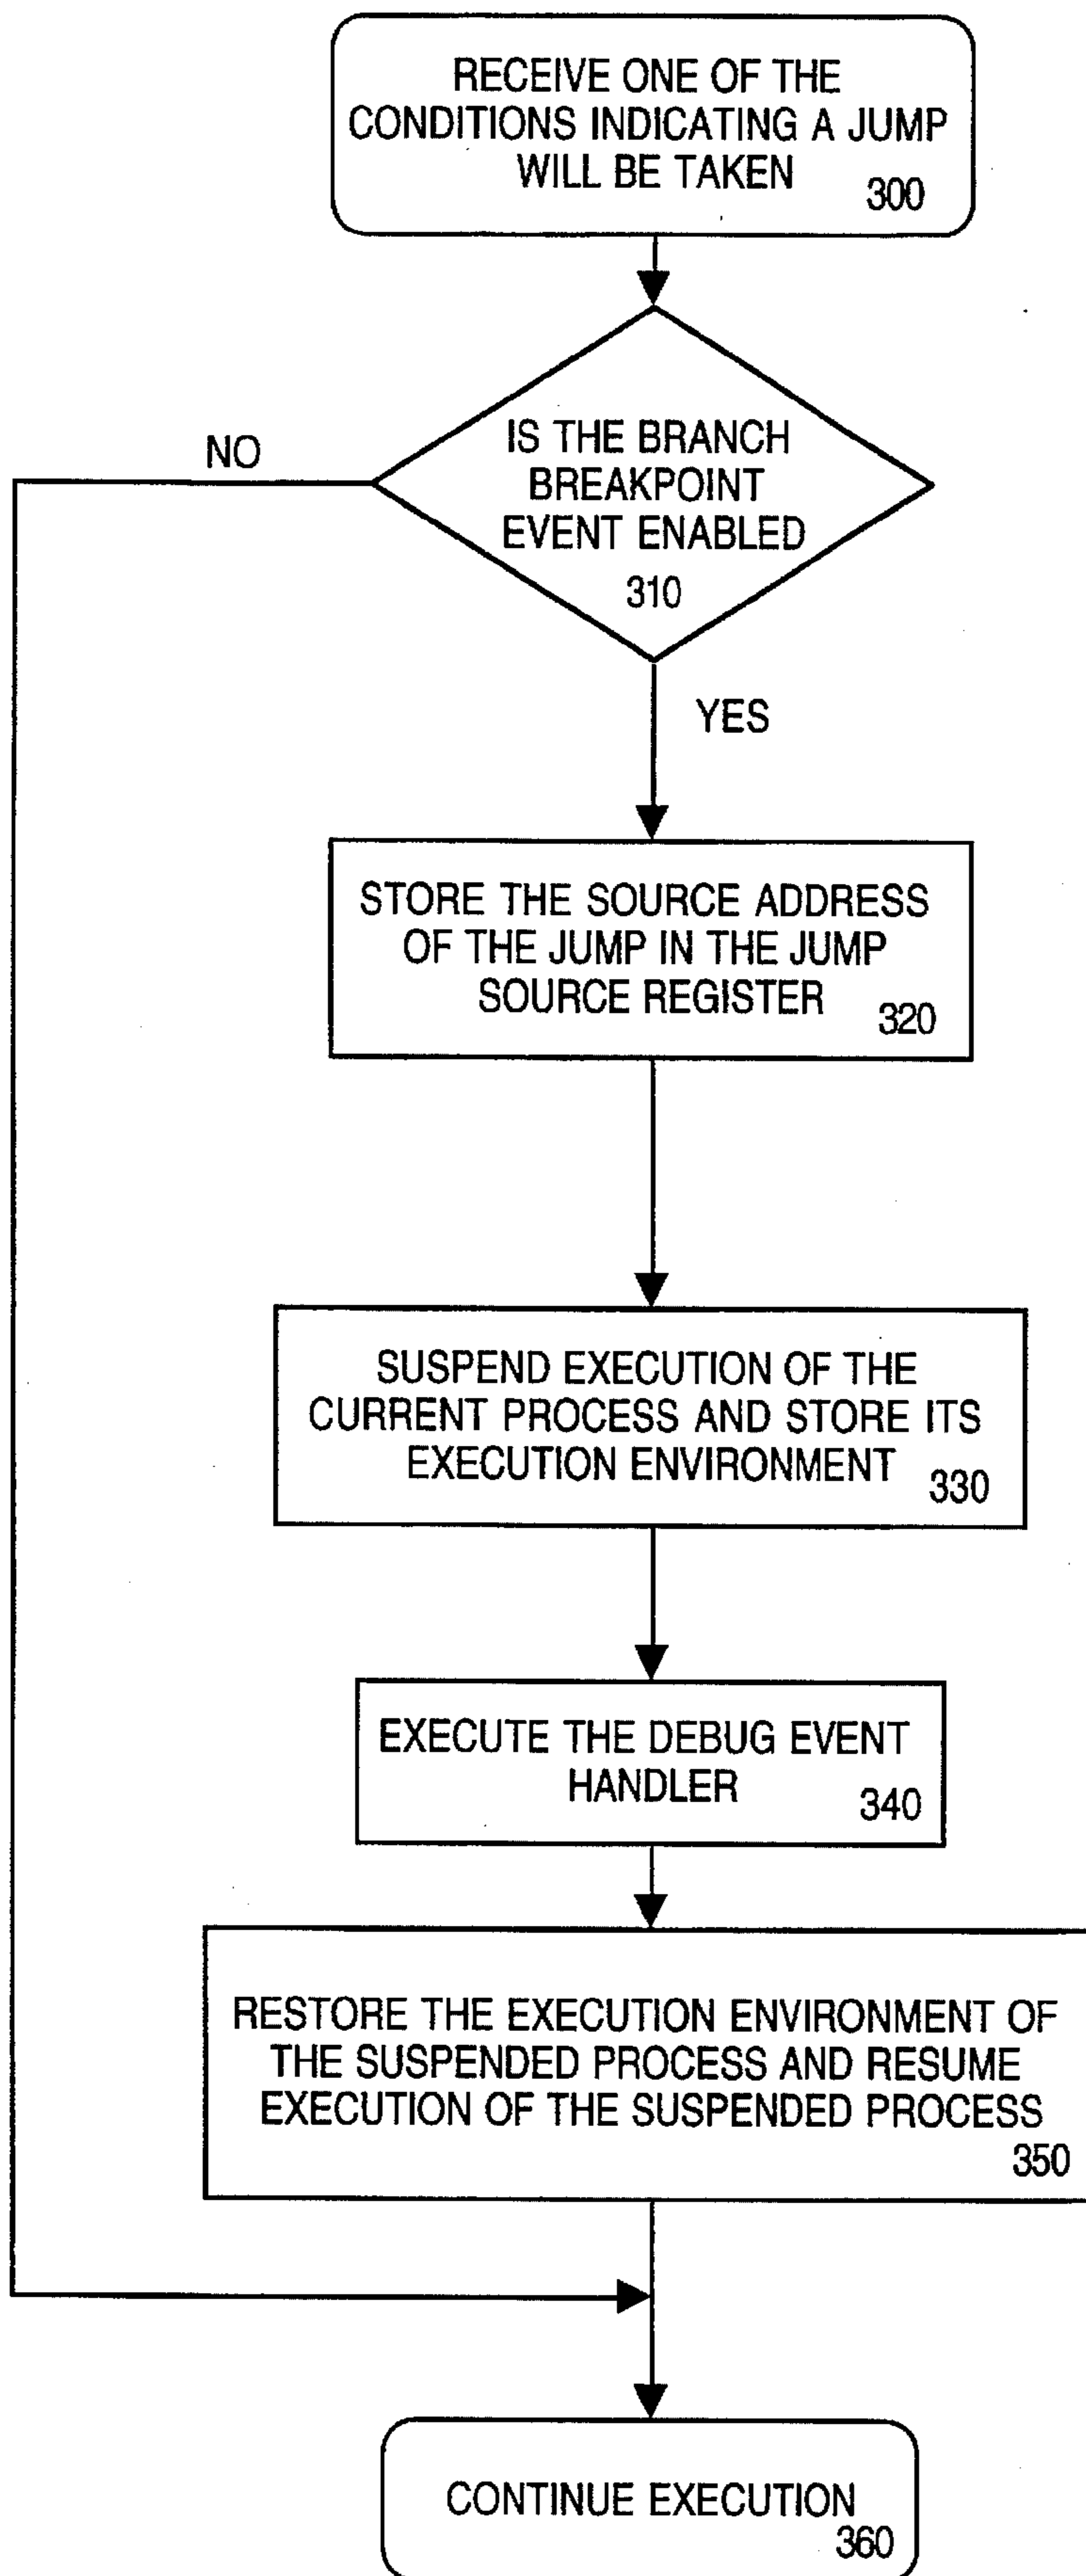 RECEIVE ONE OF THE
CONDITIONS INDICATING A JUMP
WILL BE TAKEN 300
IS THE BRANCH
BREAKPOINT
EVENT ENABLED
310
NO
YES
STORE THE SOURCE ADDRESS
OF THE JUMP IN THE JUMP
SOURCE REGISTER 320
SUSPEND EXECUTION OF THE
CURRENT PROCESS AND STORE ITS
EXECUTION ENVIRONMENT 330
EXECUTE THE DEBUG EVENT
HANDLER 340
RESTORE THE EXECUTION ENVIRONMENT OF
THE SUSPENDED PROCESS AND RESUME
EXECUTION OF THE SUSPENDED PROCESS
350
CONTINUE EXECUTION
360